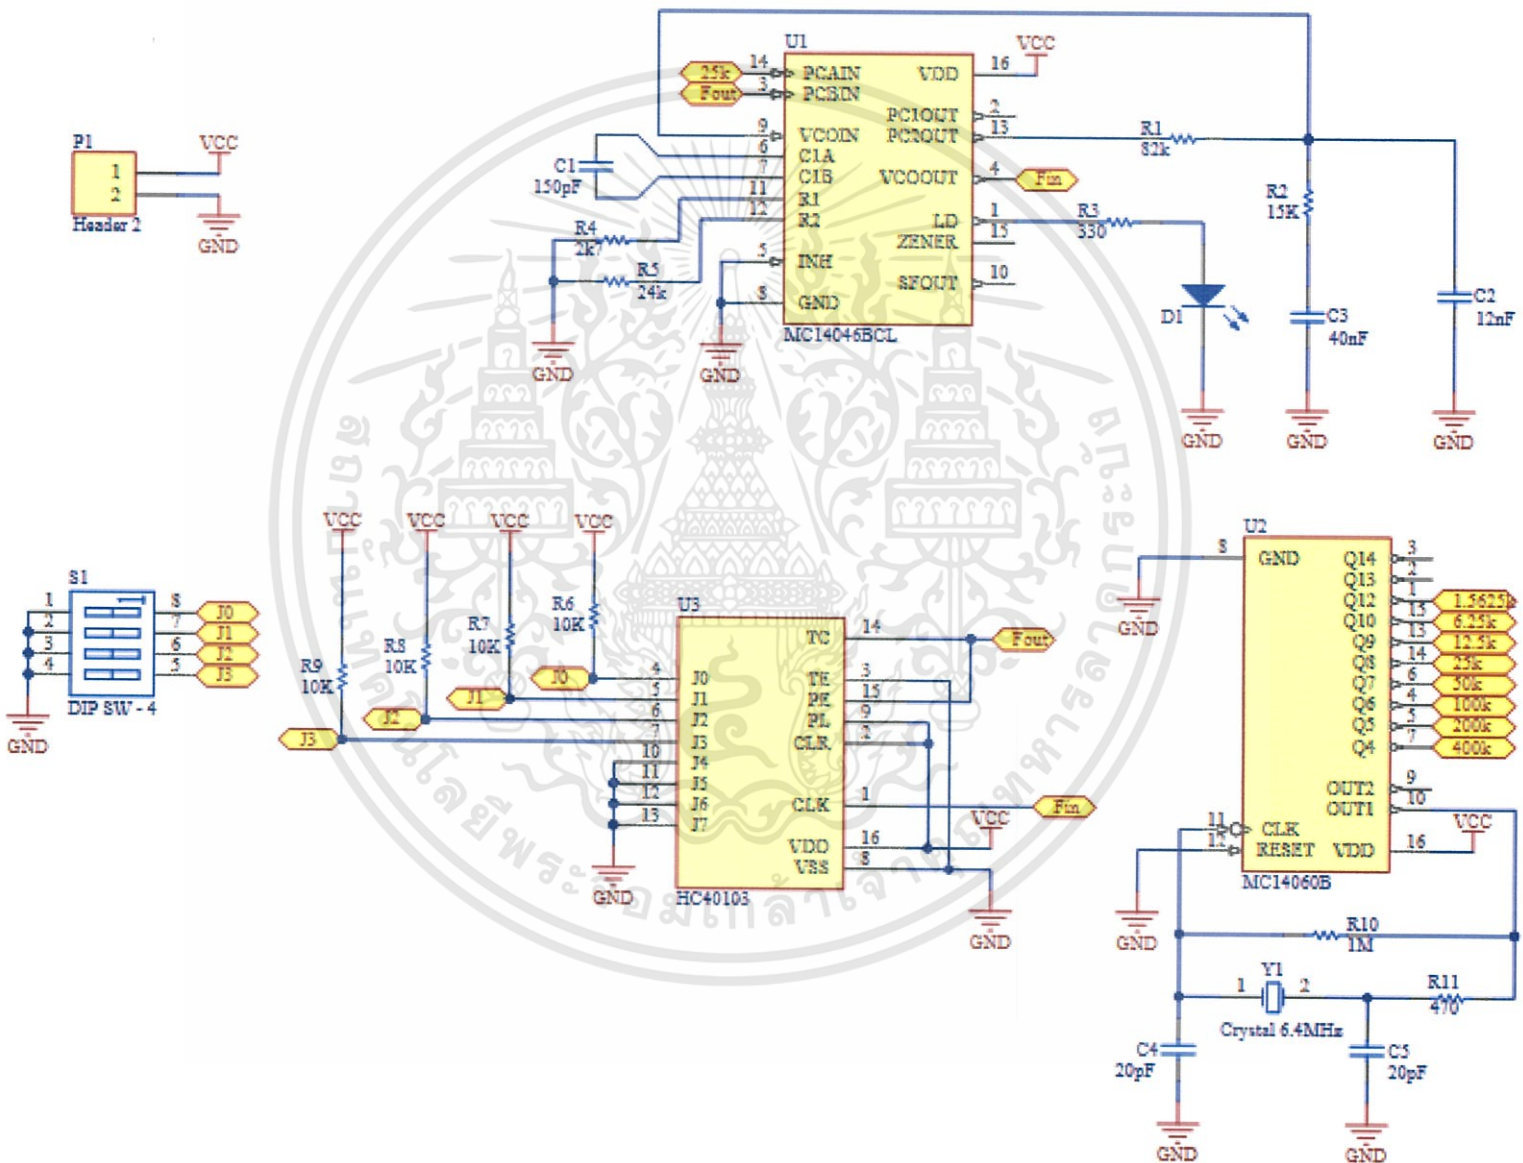 U1
VCC
25k
14
PCAIN
VDD
16
Fout
3
PCBIN
PC1OUT
2
9
VCOIN
PC2OUT
13
R1
82k
6
C1A
C1
150pF
7
C1B
VCOOUT
4
Fin
11
R1
12
R2
LD
1
R3
330
ZENER
15
R4
2k7
R5
24k
5
INH
SFOUT
10
8
GND
MC14046BCL
GND
GND
R2
15K
D1
C3
40nF
C2
12nF
GND
GND
GND
P1
1
2
VCC
Header 2
GND
S1
1
2
3
4
8
7
6
5
J0
J1
J2
J3
DIP SW - 4
GND
VCC
VCC
VCC
VCC
R9
10K
R8
10K
R7
10K
R6
10K
J0
J1
J2
J3
U3
4
J0
5
J1
6
J2
7
J3
10
J4
11
J5
12
J6
13
J7
TC
14
Fout
TE
3
PE
15
PL
9
CLR
2
CLK
1
Fin
VCC
VDD
16
VSS
8
HC40103
GND
GND
U2
8
GND
GND
Q14
3
Q13
2
Q12
1
1.5625k
Q10
15
6.25k
Q9
13
12.5k
Q8
14
25k
Q7
6
50k
Q6
4
100k
Q5
5
200k
Q4
7
400k
OUT2
9
OUT1
10
11
CLK
12
RESET
VDD
16
VCC
MC14060B
GND
R10
1M
1
Y1
2
R11
470
Crystal 6.4MHz
C4
20pF
C5
20pF
GND
GND